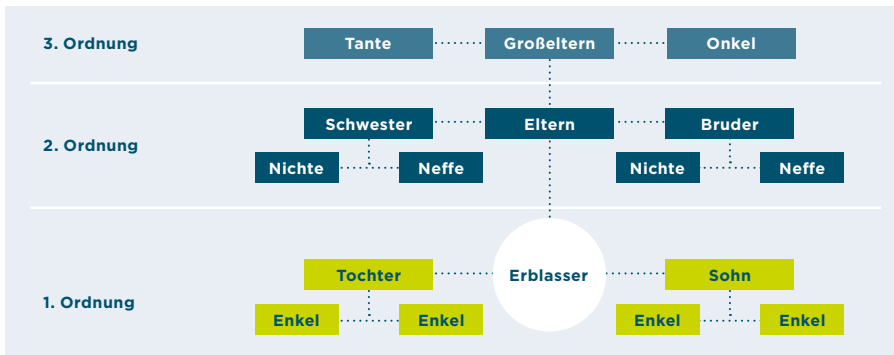 3. Ordnung
Tante
Großeltern
Onkel
2. Ordnung
Schwester
Eltern
Bruder
Nichte
Neffe
Nichte
Neffe
1. Ordnung
Tochter
Erblasser
Sohn
Enkel
Enkel
Enkel
Enkel